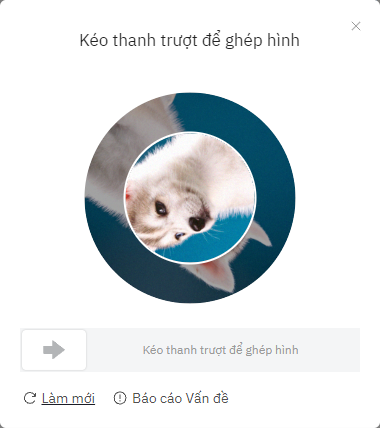 Kéo thanh trượt để ghép hình
Kéo thanh trượt để ghép hình
Làm mới Báo cáo Vấn đề